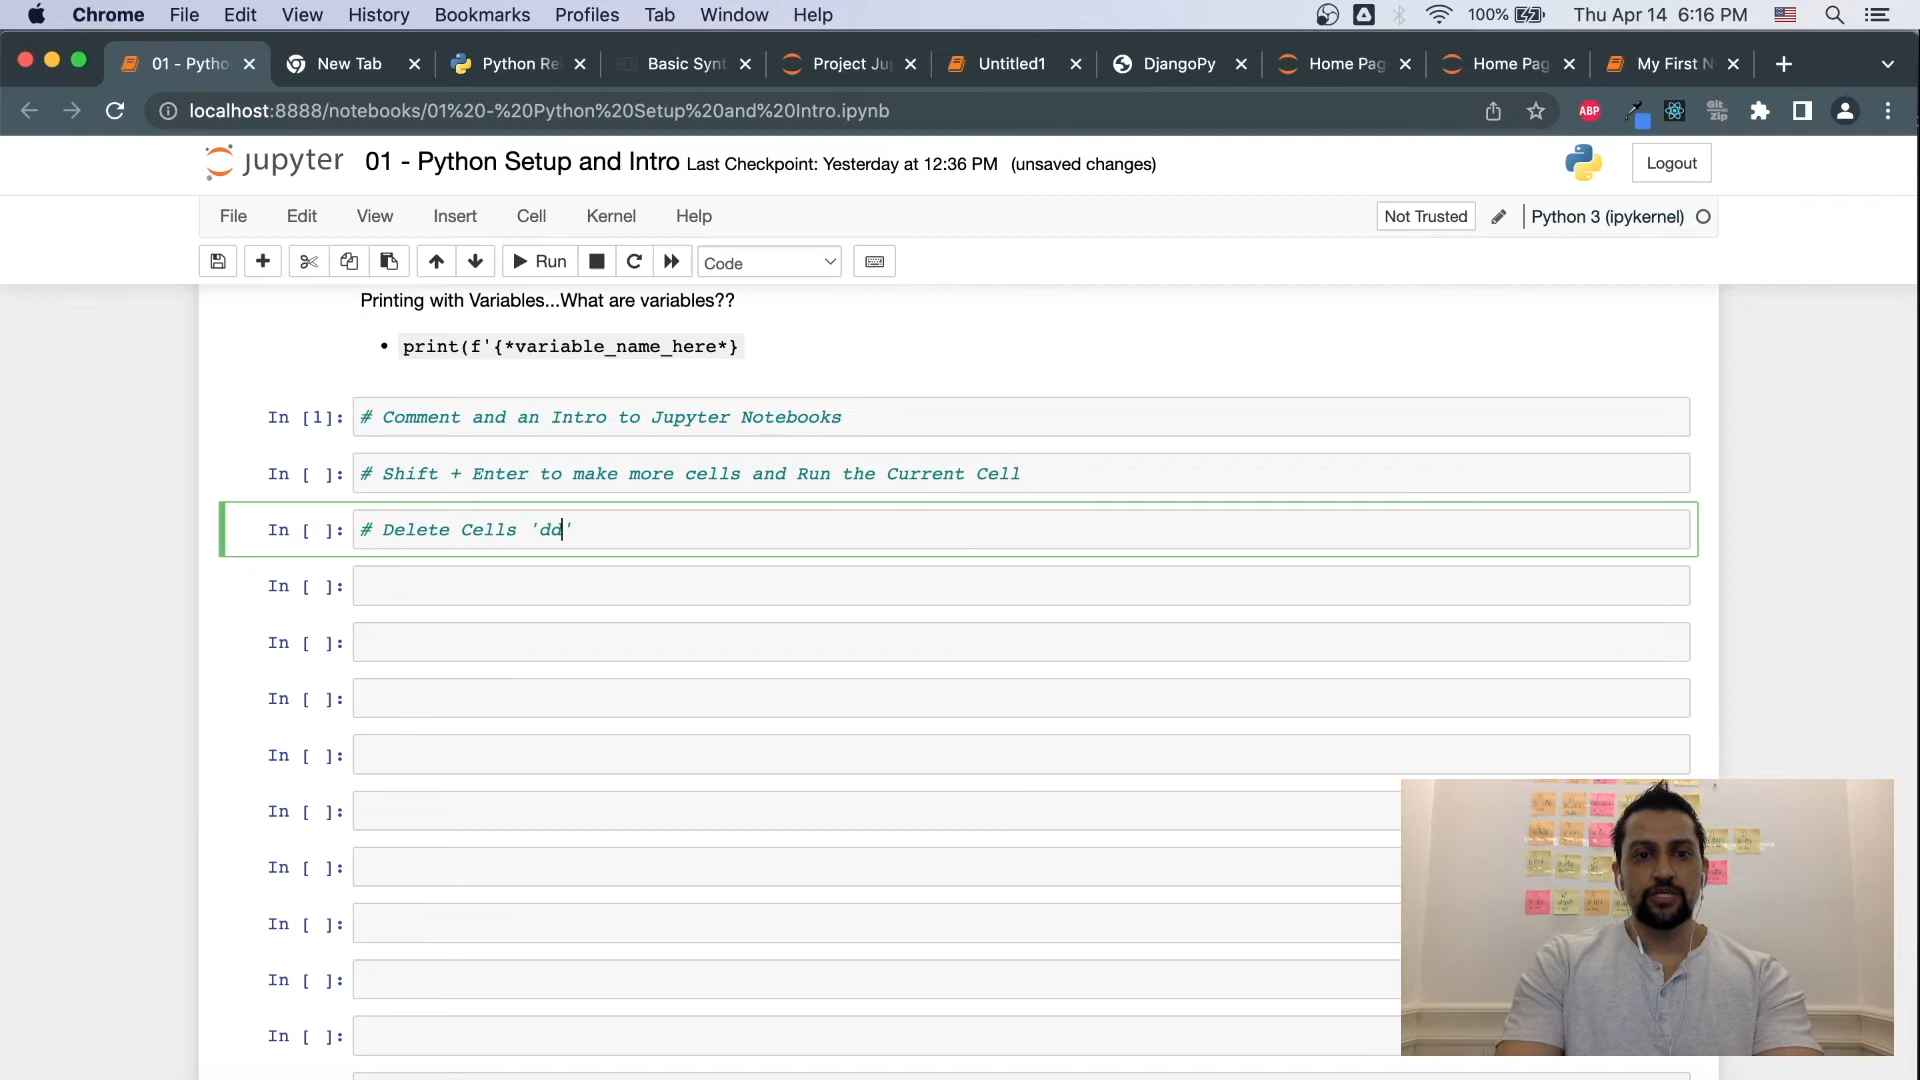 Chrome File Edit View History Bookmarks Profiles Tab Window Help 100% Thu Apr 14 6:16 PM
01 - Pytho New Tab Python Re Basic Synt Project Ju Untitled1 DjangoPy Home Pag Home Pag My First N
localhost:8888/notebooks/01%20-%20Python%20Setup%20and%20Intro.ipynb ABP Git Zip
jupyter 01 - Python Setup and Intro Last Checkpoint: Yesterday at 12:36 PM (unsaved changes) Logout
File Edit View Insert Cell Kernel Help Not Trusted Python 3 (ipykernel)
Run Code
Printing with Variables...What are variables??
• print(f'{*variable_name_here*}
In [1]: # Comment and an Intro to Jupyter Notebooks
In [ ]: # Shift + Enter to make more cells and Run the Current Cell
In [ ]: # Delete Cells 'dd'
In [ ]:
In [ ]:
In [ ]:
In [ ]:
In [ ]:
In [ ]:
In [ ]:
In [ ]:
In [ ]: